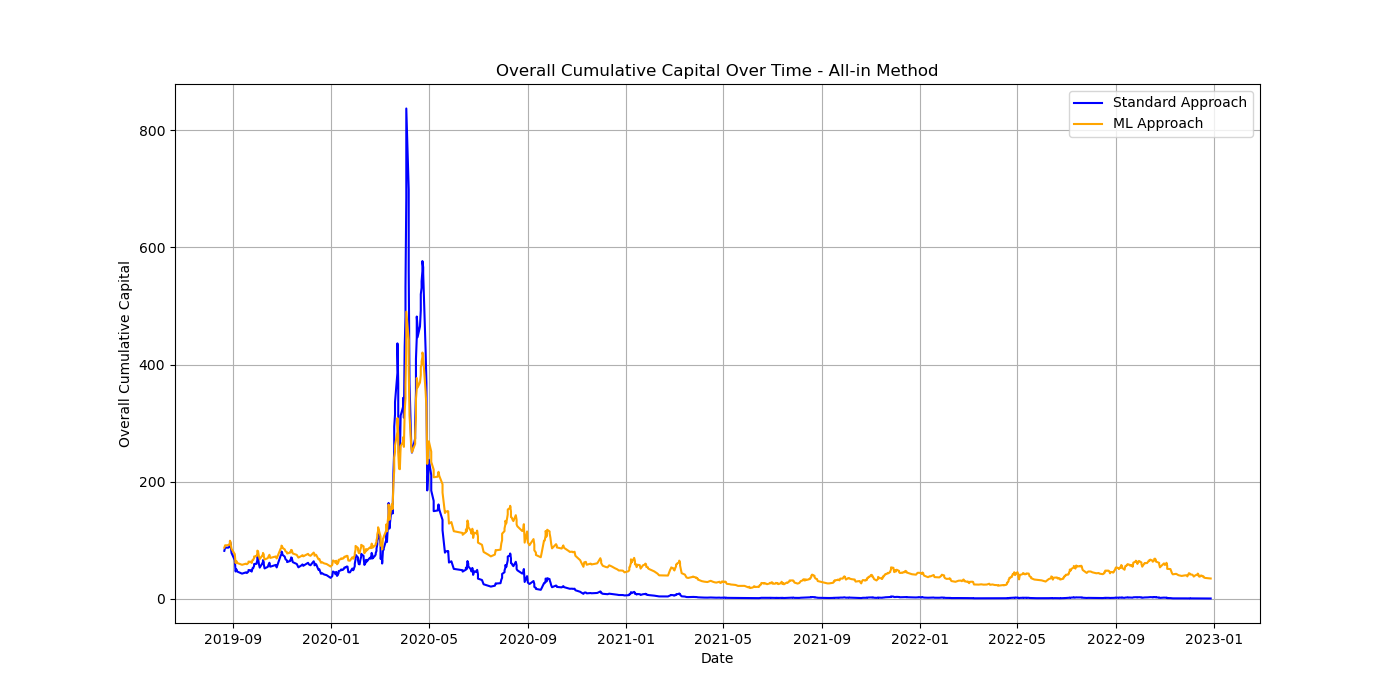 Overall Cumulative Capital Over Time - All-in Method
Standard Approach
ML Approach
Overall Cumulative Capital
800
600
400
200
0
2019-09 2020-01 2020-05 2020-09 2021-01 2021-05 2021-09 2022-01 2022-05 2022-09 2023-01
Date